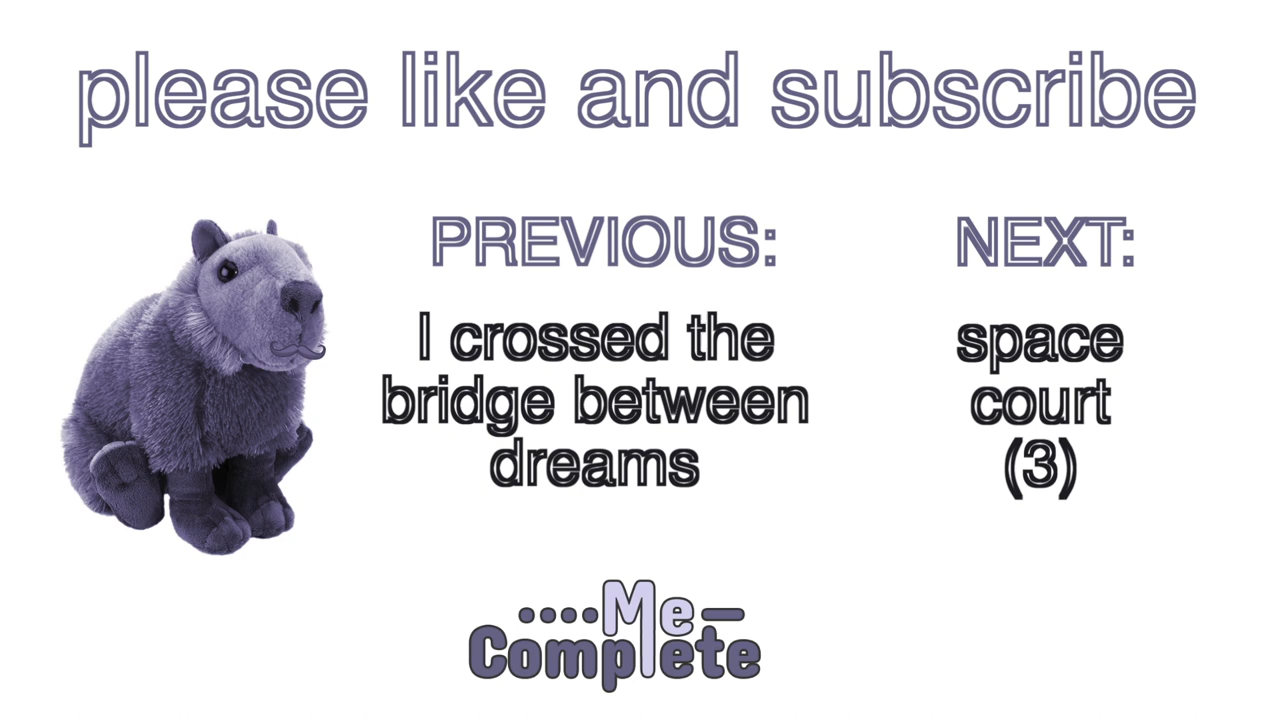 please like and subscribe
PREVIOUS:
I crossed the
bridge between
dreams
NEXT:
space
court
(3)
....Me—
Complete